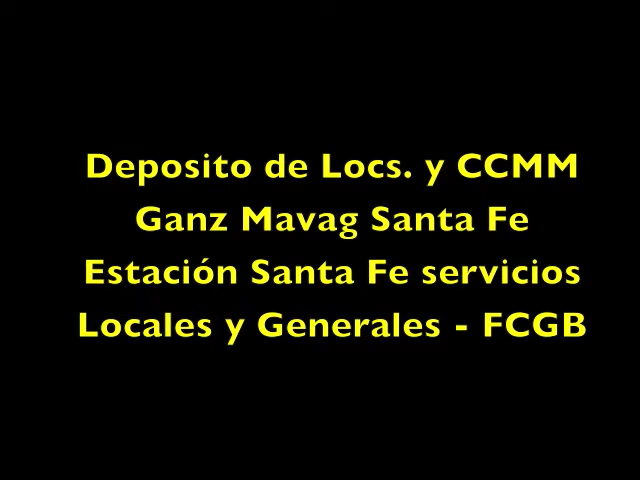 Deposito de Locs. y CCMM
Ganz Mavag Santa Fe
Estación Santa Fe servicios
Locales y Generales - FCGB